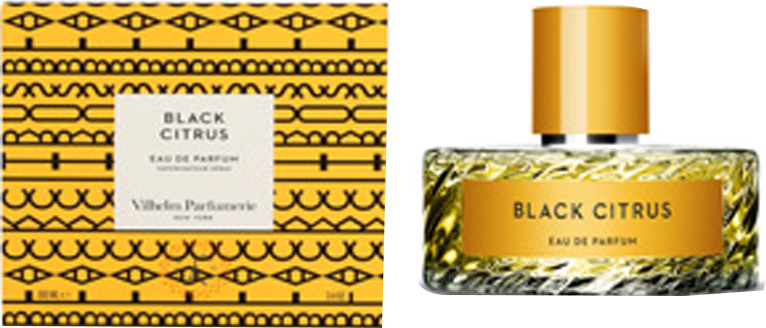 BLACK
CITRUS
EAU DE PARFUM
Vilhelm Parfumerie
NEW YORK
BLACK CITRUS
EAU DE PARFUM